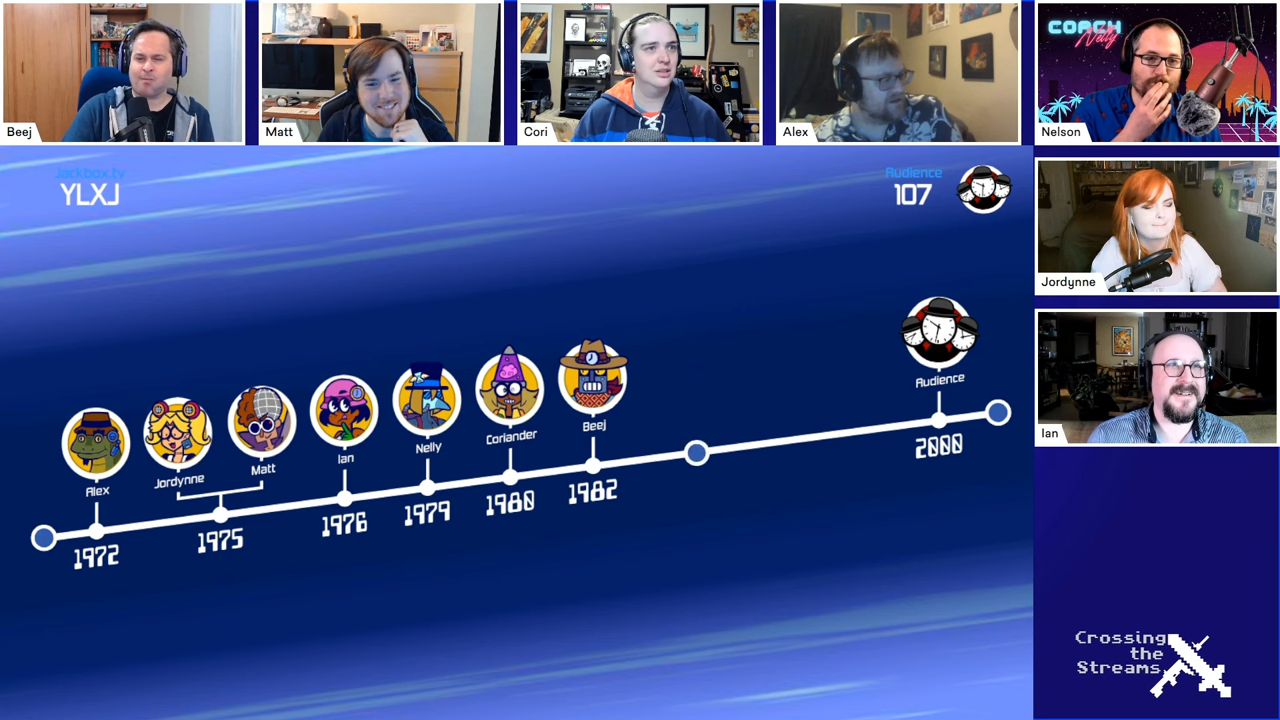 Beej
Matt
Cori
Alex
COACH
Nelly
Nelson
Jackbox.tv
YLXJ
Audience
107
Jordynne
Ian
Alex
1972
Jordynne
Matt
1975
Ian
1976
Nelly
1979
Coriander
1980
Beej
1982
Audience
2000
Crossing
the
Streams